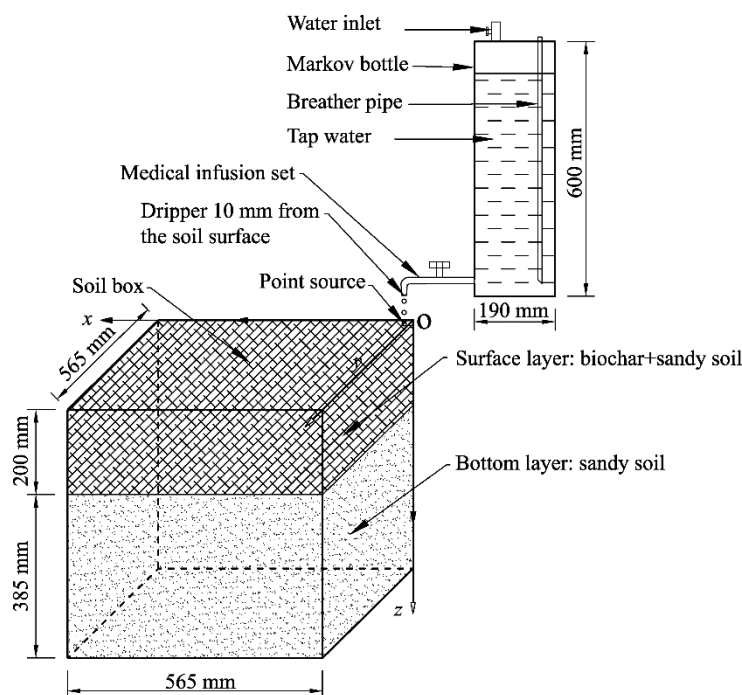 Water inlet
Markov bottle
Breather pipe
Tap water
600 mm
Medical infusion set
Dripper 10 mm from
the soil surface
Point source
Soil box
190 mm
x
O
565 mm
y
Surface layer: biochar+sandy soil
200 mm
Bottom layer: sandy soil
385 mm
z
565 mm